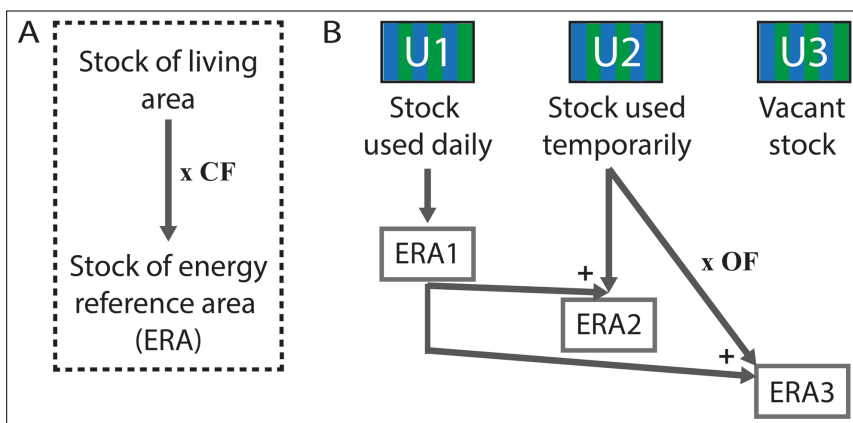 A
Stock of living
area
x CF
Stock of energy
reference area
(ERA)
B
U1
Stock
used daily
U2
Stock used
temporarily
U3
Vacant
stock
ERA1
+
ERA2
x OF
+
ERA3